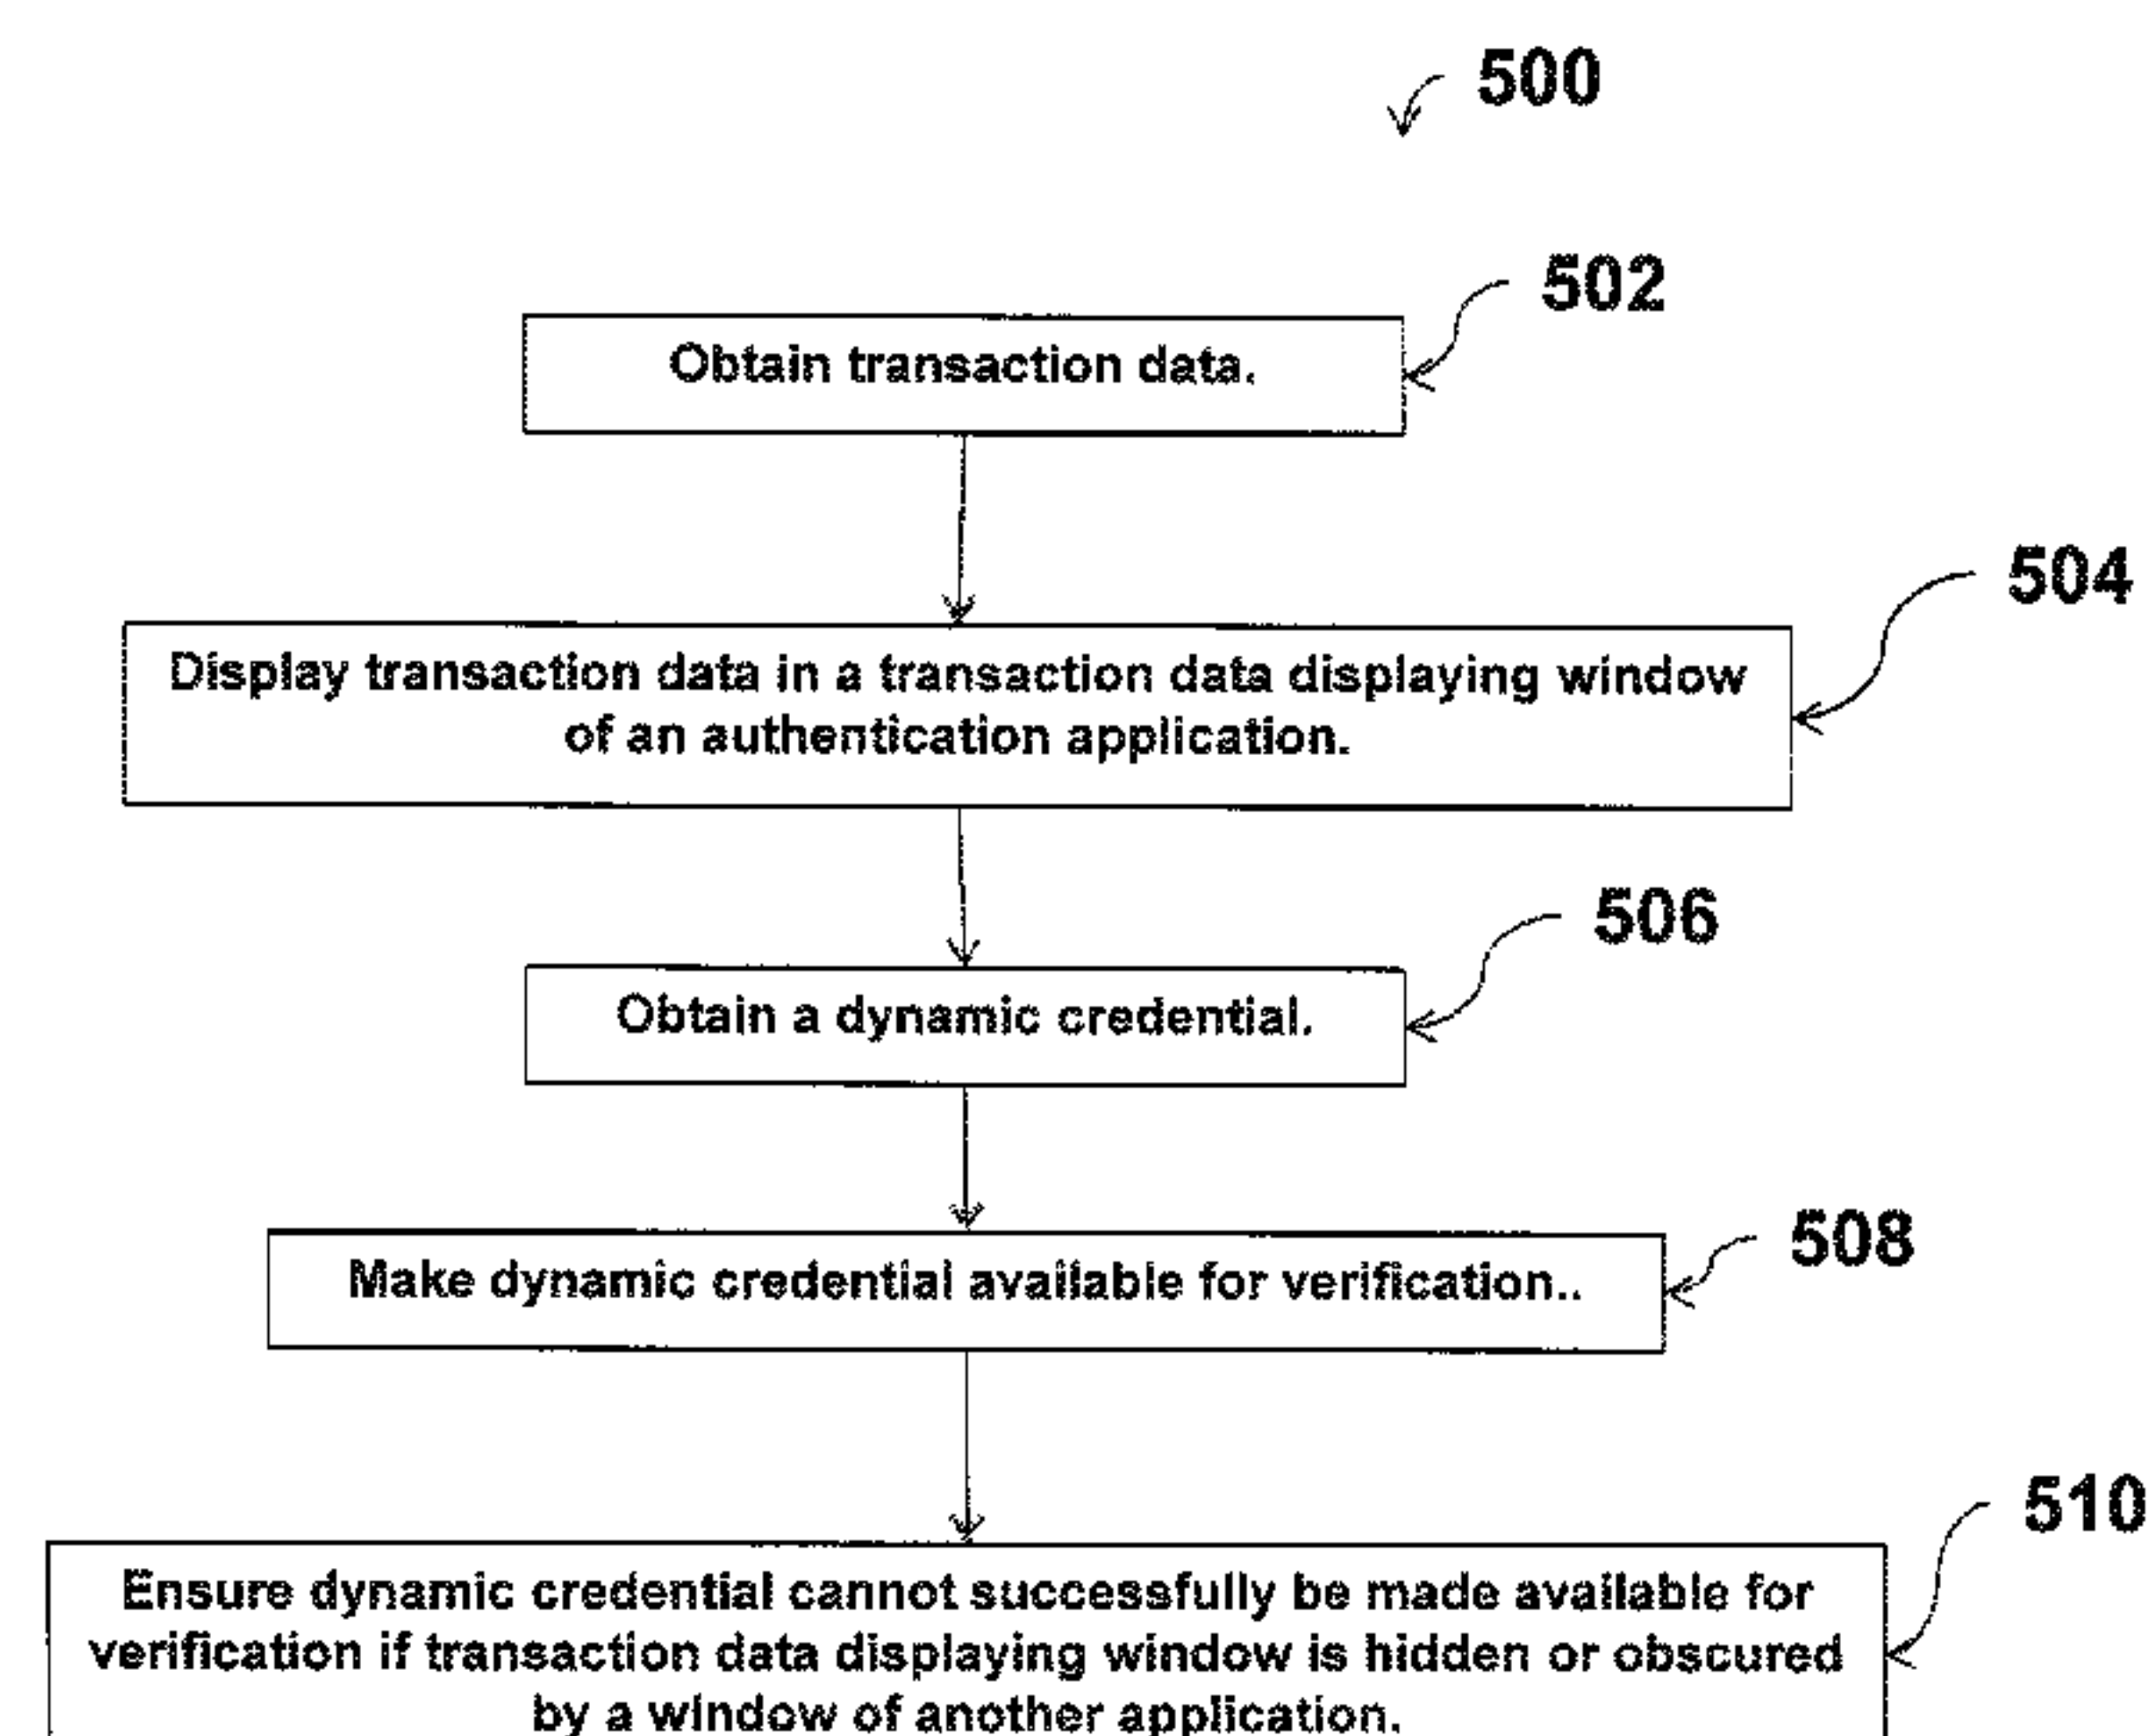 500
502
Obtain transaction data.
504
Display transaction data in a transaction data displaying window
of an authentication application.
506
Obtain a dynamic credential.
508
Make dynamic credential available for verification..
510
Ensure dynamic credential cannot successfully be made available for
verification if transaction data displaying window is hidden or obscured
by a window of another application.